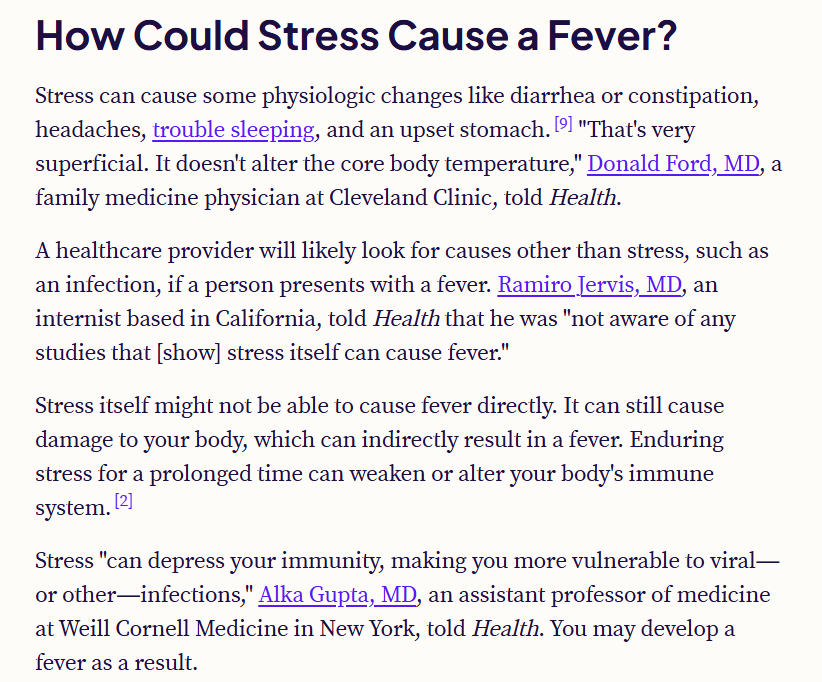 How Could Stress Cause a Fever?
Stress can cause some physiologic changes like diarrhea or constipation,
headaches, trouble sleeping, and an upset stomach. [9] "That's very
superficial. It doesn't alter the core body temperature," Donald Ford, MD, a
family medicine physician at Cleveland Clinic, told Health.
A healthcare provider will likely look for causes other than stress, such as
an infection, if a person presents with a fever. Ramiro Jervis, MD, an
internist based in California, told Health that he was "not aware of any
studies that [show] stress itself can cause fever."
Stress itself might not be able to cause fever directly. It can still cause
damage to your body, which can indirectly result in a fever. Enduring
stress for a prolonged time can weaken or alter your body's immune
system. [2]
Stress "can depress your immunity, making you more vulnerable to viral—
or other—infections," Alka Gupta, MD, an assistant professor of medicine
at Weill Cornell Medicine in New York, told Health. You may develop a
fever as a result.